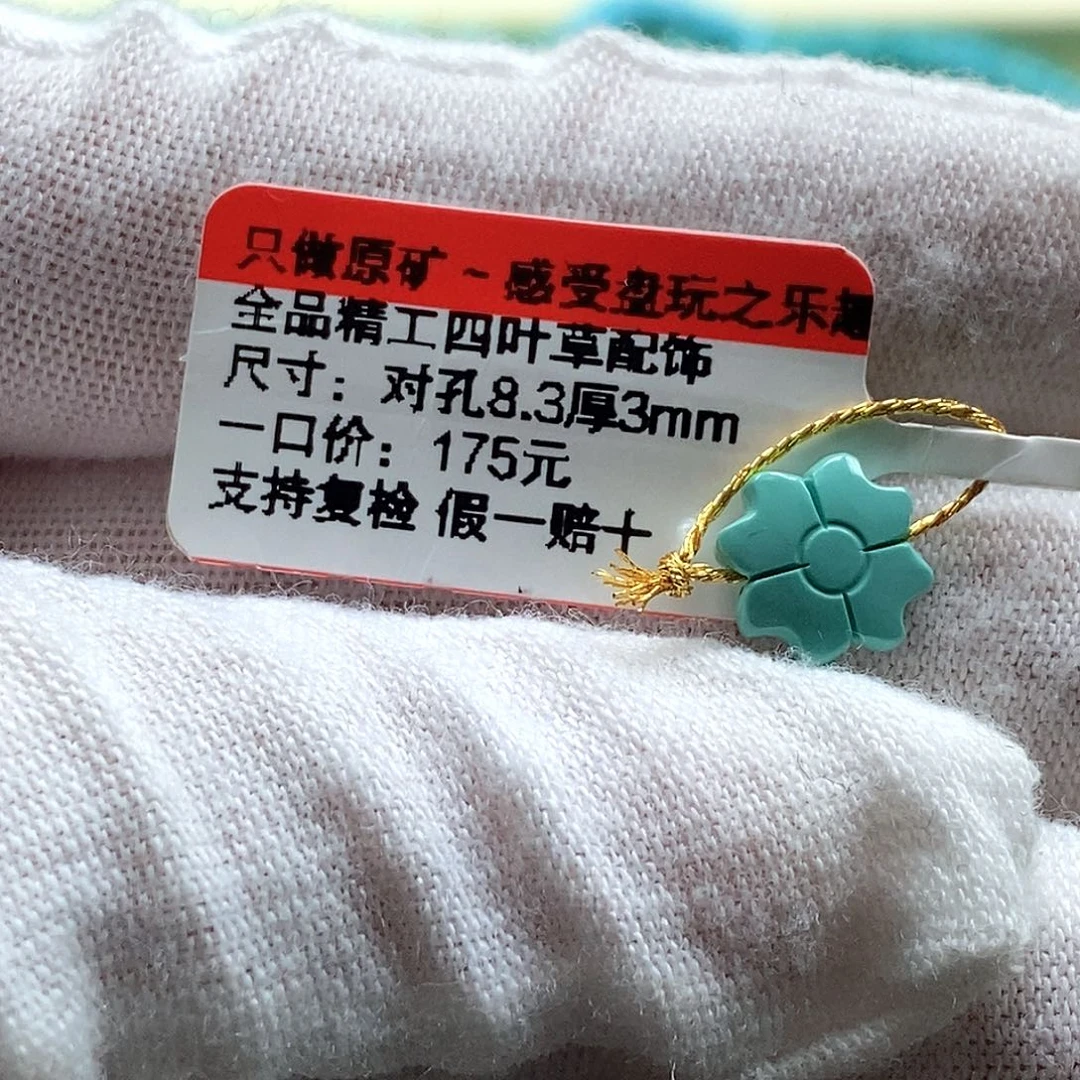 只做原矿～感受盘玩之乐趣
全品精工四叶草配饰
尺寸：对孔8.3厚3mm
一口价：175元
支持复检 假一赔十